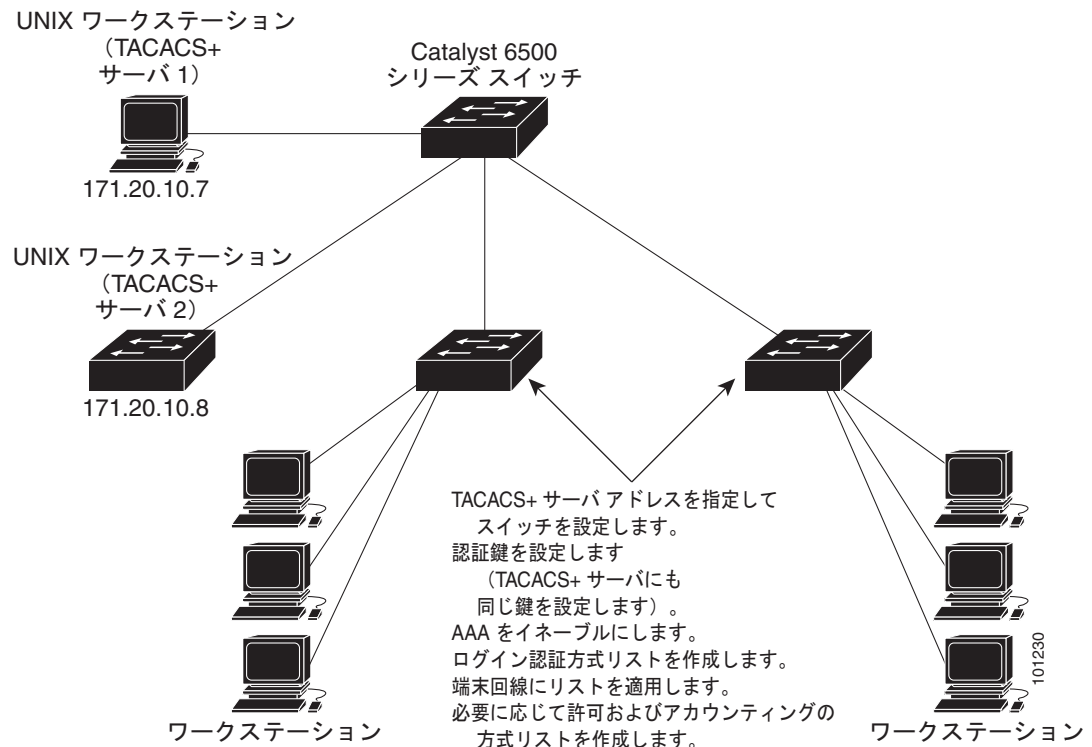 UNIX ワークステーション
（TACACS+
サーバ 1）
Catalyst 6500
シリーズ スイッチ
171.20.10.7
UNIX ワークステーション
（TACACS+
サーバ 2）
171.20.10.8
TACACS+ サーバ アドレスを指定して
スイッチを設定します。
認証鍵を設定します
（TACACS+ サーバにも
同じ鍵を設定します）。
AAA をイネーブルにします。
ログイン認証方式リストを作成します。
端末回線にリストを適用します。
必要に応じて許可およびアカウンティングの
方式リストを作成します。
ワークステーション
ワークステーション
101230